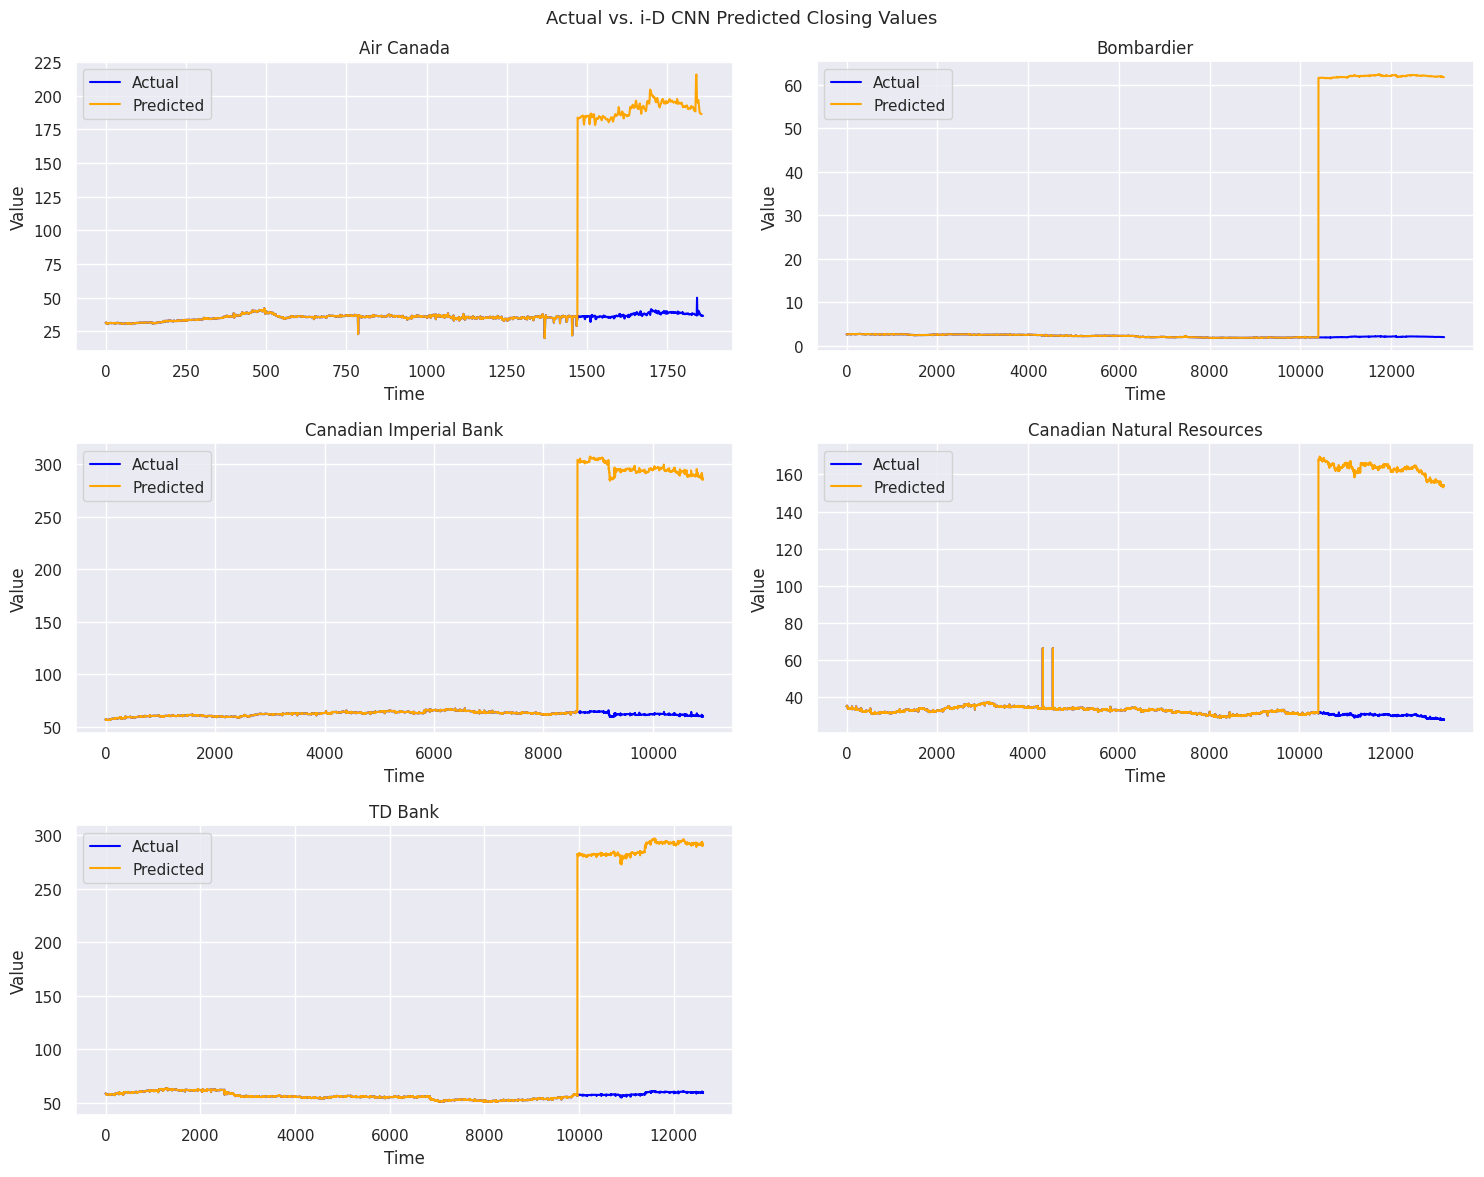 Actual vs. i-D CNN Predicted Closing Values
Air Canada
Actual
Predicted
Value
225
200
175
150
125
100
75
50
25
0 250 500 750 1000 1250 1500 1750
Time
Bombardier
Actual
Predicted
Value
60
50
40
30
20
10
0
0 2000 4000 6000 8000 10000 12000
Time
Canadian Imperial Bank
Actual
Predicted
Value
300
250
200
150
100
50
0 2000 4000 6000 8000 10000
Time
Canadian Natural Resources
Actual
Predicted
Value
160
140
120
100
80
60
40
0 2000 4000 6000 8000 10000 12000
Time
TD Bank
Actual
Predicted
Value
300
250
200
150
100
50
0 2000 4000 6000 8000 10000 12000
Time